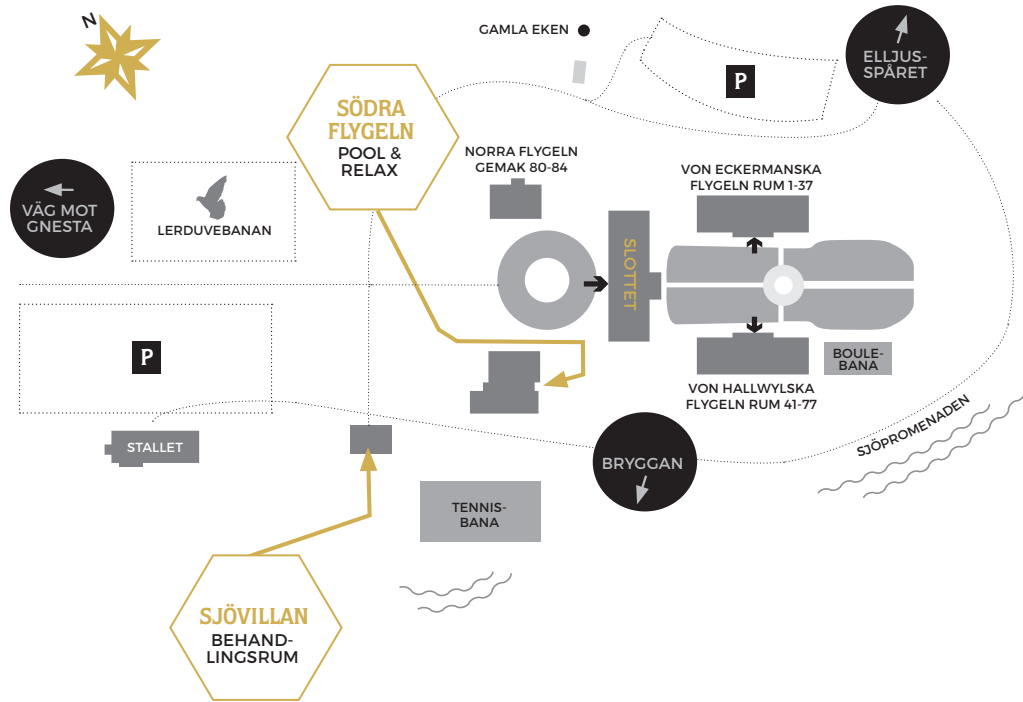 N
GAMLA EKEN
P
ELLJUS-
SPÅRET
SÖDRA
FLYGELN
POOL &
RELAX
NORRA FLYGELN
GEMAK 80-84
VON ECKERMANSKA
FLYGELN RUM 1-37
VÄG MOT
GNESTA
LERDUVEBANAN
SLOTTET
P
BOULE-
BANA
VON HALLWYLSKA
FLYGELN RUM 41-77
SJÖPROMENADEN
STALLET
BRYGGAN
TENNIS-
BANA
SJÖVILLAN
BEHAND-
LINGSRUM